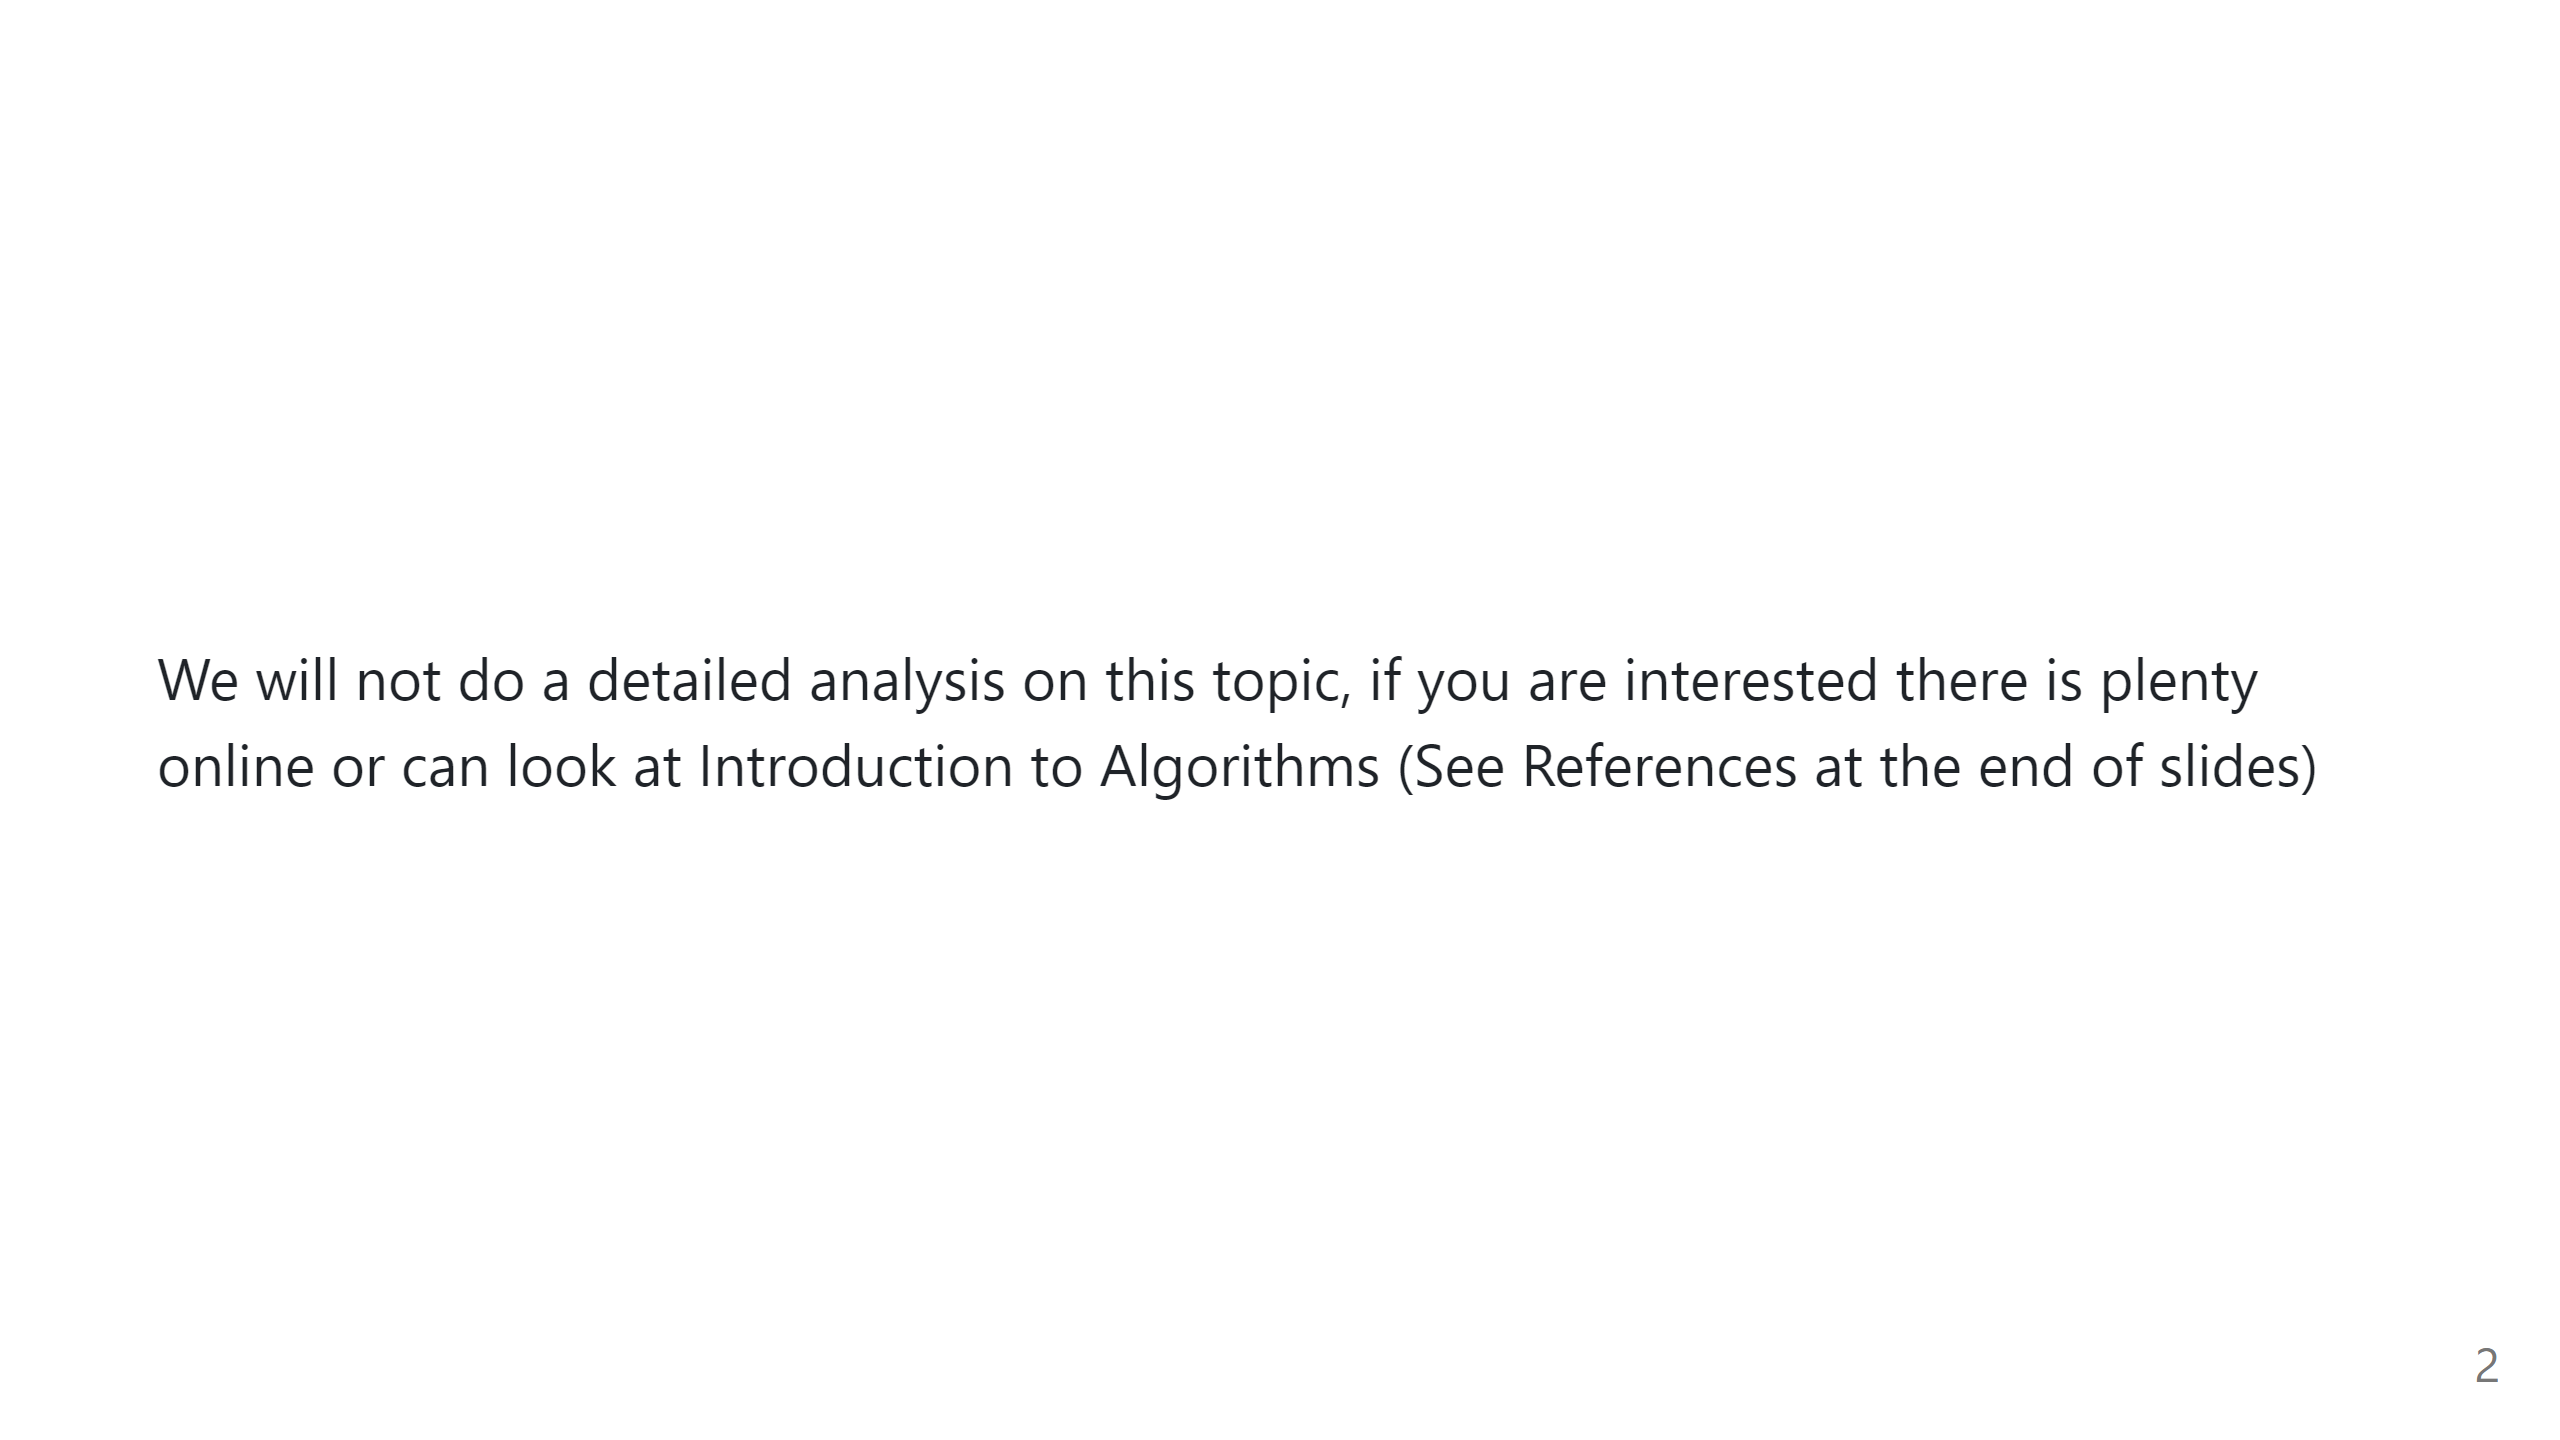 We will not do a detailed analysis on this topic, if you are interested there is plenty
online or can look at Introduction to Algorithms (See References at the end of slides)
2